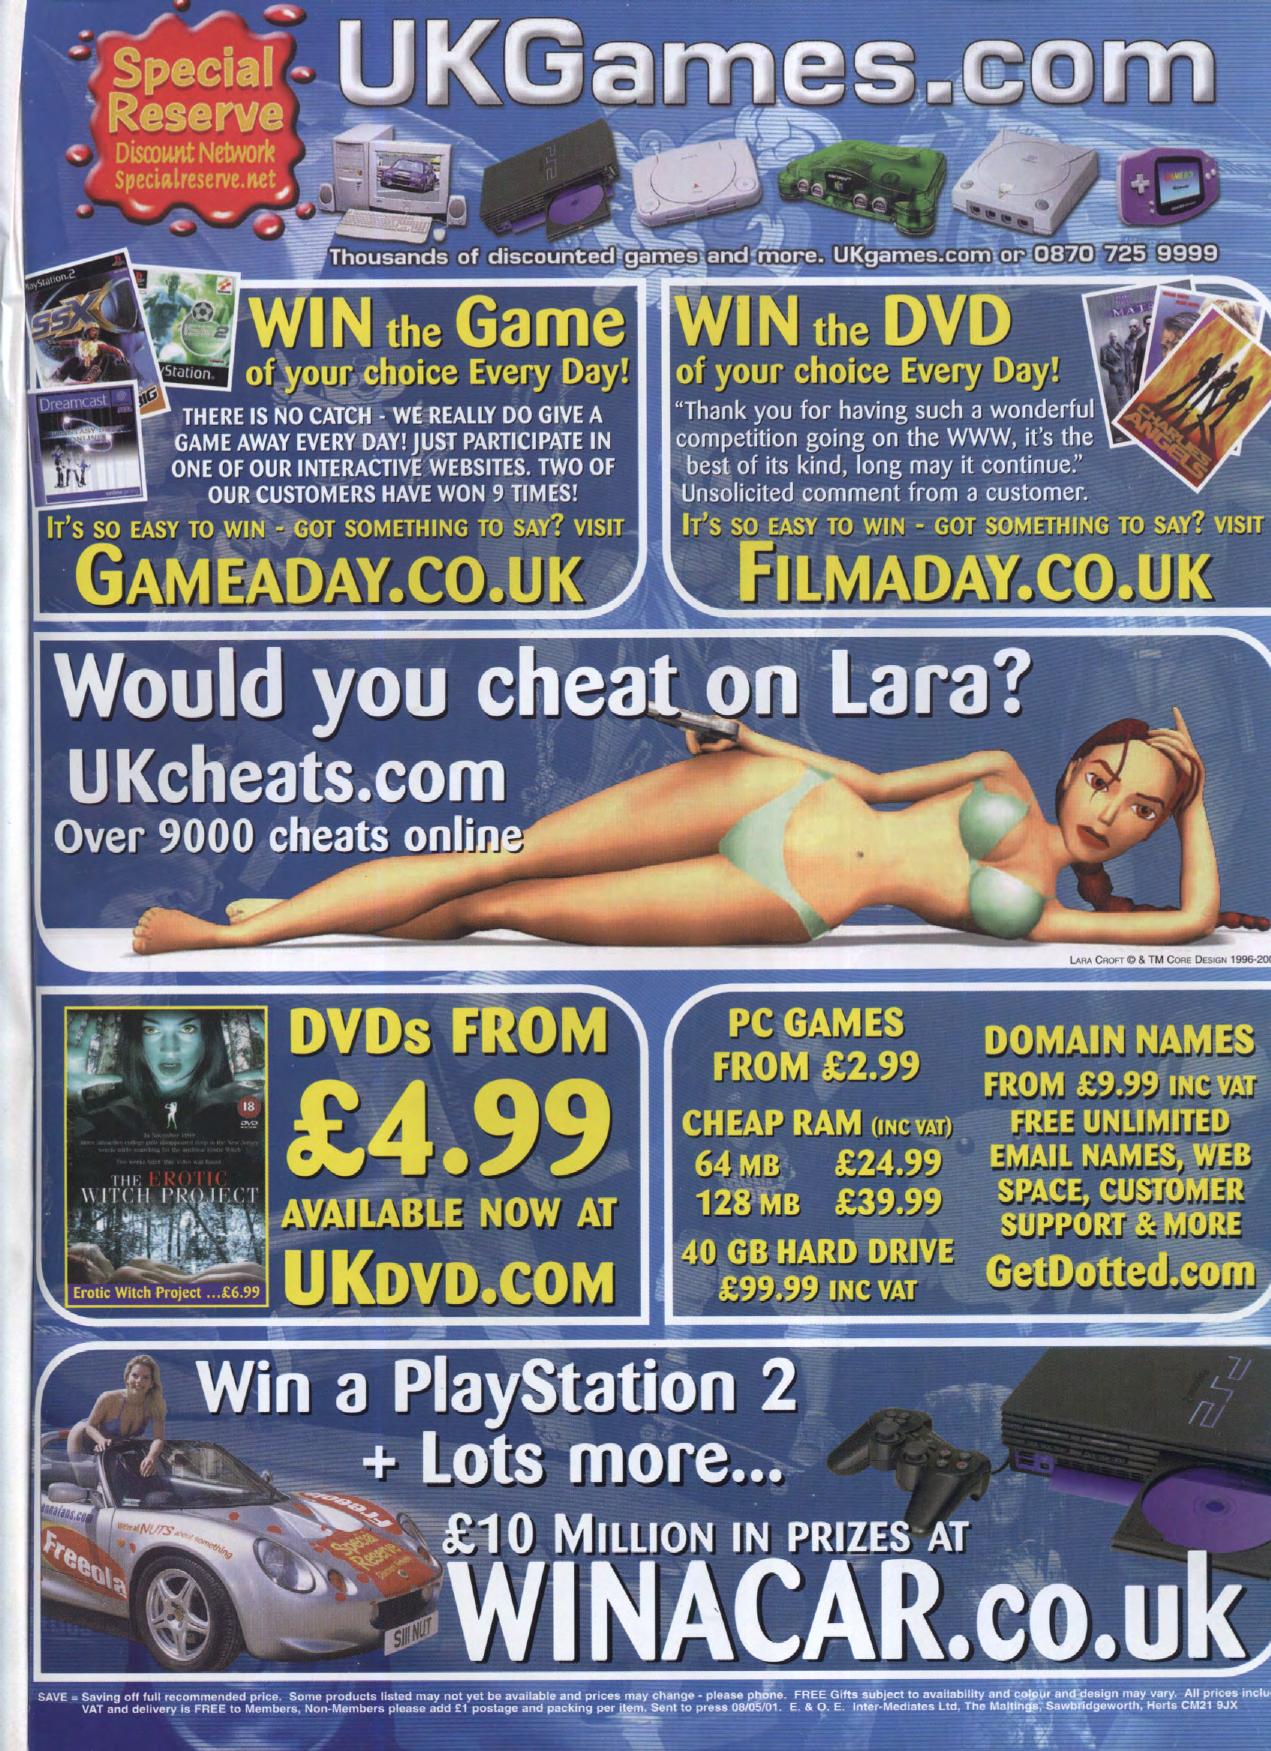 Special
Reserve
Discount Network
Specialreserve.net
UKGames.com
Thousands of discounted games and more. UKgames.com or 0870 725 9999
PlayStation.2
SSX
Dreamcast
WIN the Game
of your choice Every Day!
THERE IS NO CATCH - WE REALLY DO GIVE A
GAME AWAY EVERY DAY! JUST PARTICIPATE IN
ONE OF OUR INTERACTIVE WEBSITES. TWO OF
OUR CUSTOMERS HAVE WON 9 TIMES!
IT'S SO EASY TO WIN - GOT SOMETHING TO SAY? VISIT
GAMEADAY.CO.UK
WIN the DVD
of your choice Every Day!
"Thank you for having such a wonderful
competition going on the WWW, it's the
best of its kind, long may it continue."
Unsolicited comment from a customer.
CHARLIE'S
ANGELS
IT'S SO EASY TO WIN - GOT SOMETHING TO SAY? VISIT
FILMADAY.CO.UK
Would you cheat on Lara?
UKcheats.com
Over 9000 cheats online
LARA CROFT © & TM CORE DESIGN 1996-200
18
DVD
THE EROTIC
WITCH PROJECT
Erotic Witch Project ...£6.99
DVDs FROM
£4.99
AVAILABLE NOW AT
UKDVD.COM
PC GAMES
FROM £2.99
CHEAP RAM (INC VAT)
64 MB £24.99
128 MB £39.99
40 GB HARD DRIVE
£99.99 INC VAT
DOMAIN NAMES
FROM £9.99 INC VAT
FREE UNLIMITED
EMAIL NAMES, WEB
SPACE, CUSTOMER
SUPPORT & MORE
GetDotted.com
Win a PlayStation 2
+ Lots more...
£10 MILLION IN PRIZES AT
WINACAR.co.uk
Freeola
Special
Reserve
S111 NUT
SAVE = Saving off full recommended price. Some products listed may not yet be available and prices may change - please phone. FREE Gifts subject to availability and colour and design may vary. All prices inclu
VAT and delivery is FREE to Members, Non-Members please add £1 postage and packing per item. Sent to press 08/05/01. E. & O. E. Inter-Mediates Ltd, The Maltings, Sawbridgeworth, Herts CM21 9JX